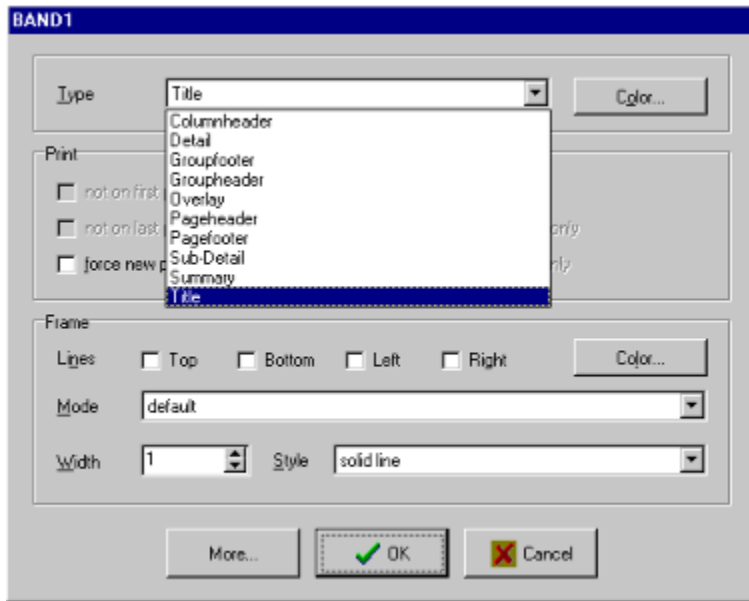 BAND1
Type Title Color...
Columnheader
Detail
Print Groupfooter
Groupheader
not on first Overlay
Pageheader
not on last Pagefooter only
Sub-Detail
force new Summary
Title
Frame
Lines Top Bottom Left Right Color...
Mode default
Width 1 Style solid line
More... OK Cancel